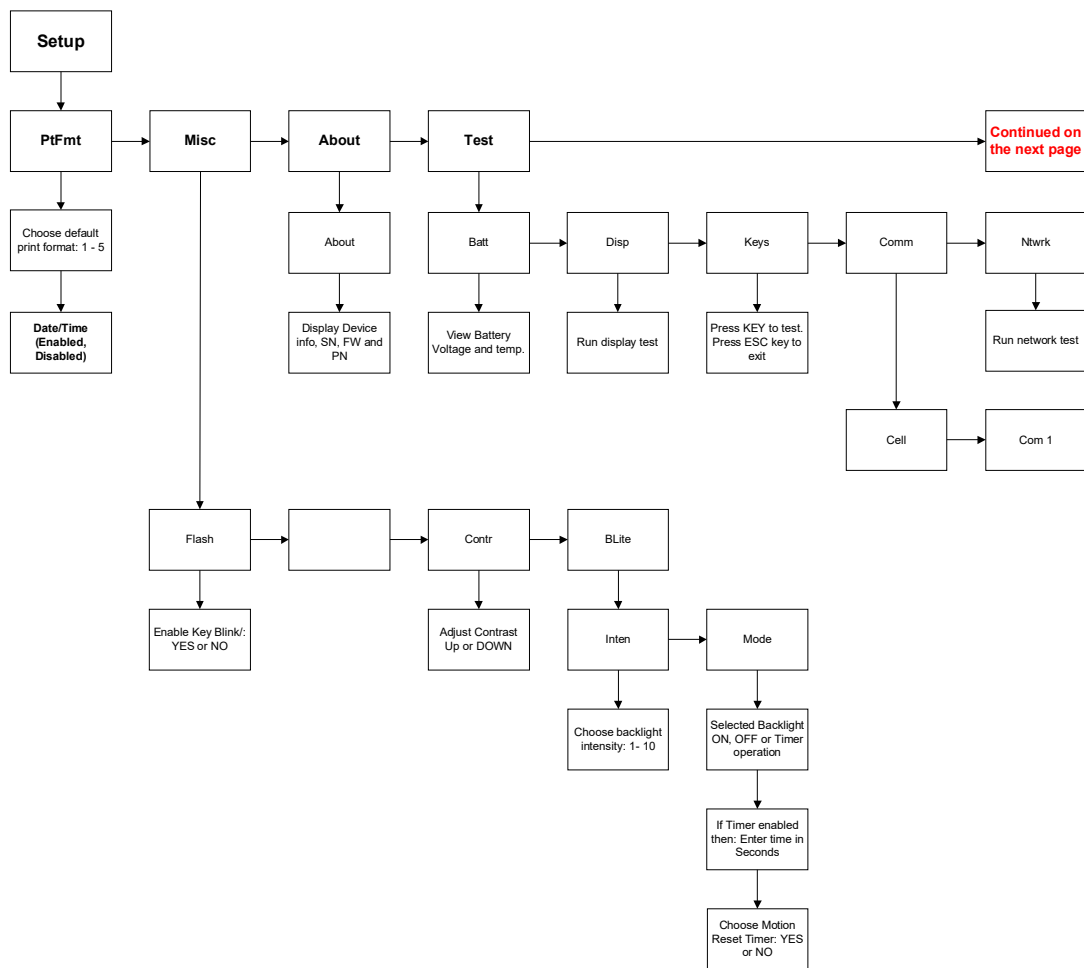 Setup
PtFmt
Misc
About
Test
Continued on
the next page
Choose default
print format: 1 - 5
About
Batt
Disp
Keys
Comm
Ntwrk
Date/Time
(Enabled,
Disabled)
Display Device
info, SN, FW and
PN
View Battery
Voltage and temp.
Run display test
Press KEY to test.
Press ESC key to
exit
Run network test
Cell
Com 1
Flash
Contr
BLite
Enable Key Blink/:
YES or NO
Adjust Contrast
Up or DOWN
Inten
Mode
Choose backlight
intensity: 1- 10
Selected Backlight
ON, OFF or Timer
operation
If Timer enabled
then: Enter time in
Seconds
Choose Motion
Reset Timer: YES
or NO